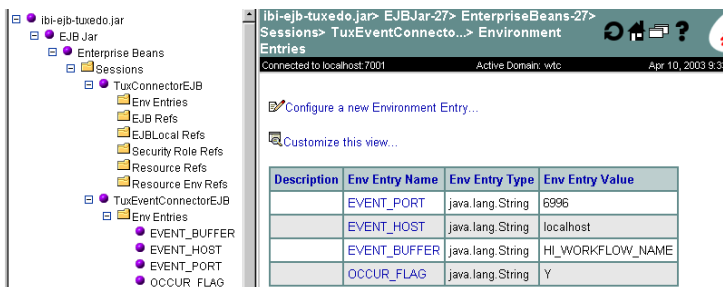 ibi-ejb-tuxedo.jar
EJB Jar
Enterprise Beans
Sessions
TuxConnectorEJB
Env Entries
EJB Refs
EJBLocal Refs
Security Role Refs
Resource Refs
Resource Env Refs
TuxEventConnectorEJB
Env Entries
EVENT_BUFFER
EVENT_HOST
EVENT_PORT
OCCUR_FLAG
ibi-ejb-tuxedo.jar> EJBJar-27> EnterpriseBeans-27>
Sessions> TuxEventConnecto...> Environment
Entries
Connected to localhost:7001 Active Domain: wtc Apr 10, 2003 9:3
Configure a new Environment Entry...
Customize this view...
Description Env Entry Name Env Entry Type Env Entry Value
EVENT_PORT java.lang.String 6996
EVENT_HOST java.lang.String localhost
EVENT_BUFFER java.lang.String HI_WORKFLOW_NAME
OCCUR_FLAG java.lang.String Y